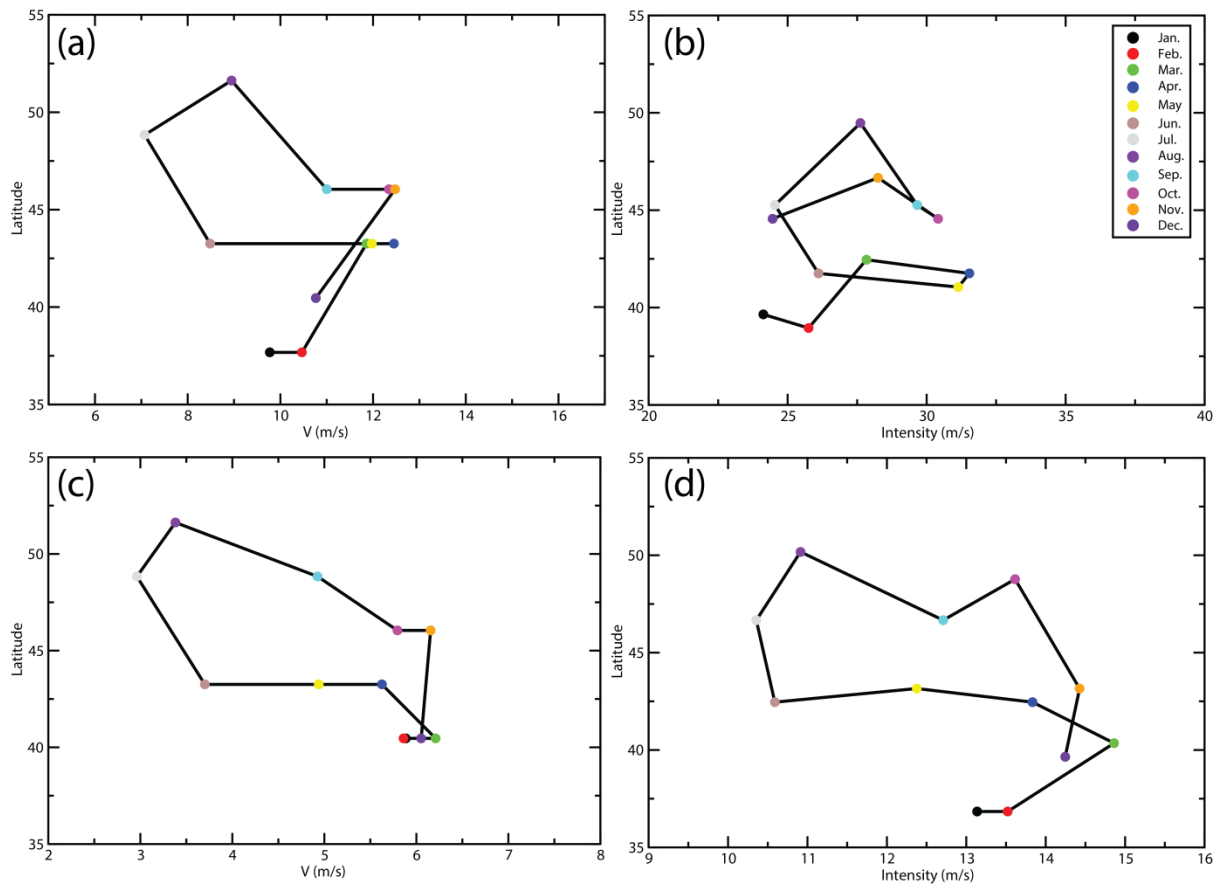 (a)
55
50
45
40
35
Latitude
6 8 10 12 14 16
V (m/s)
(b)
55
50
45
40
35
Latitude
20 25 30 35 40
Intensity (m/s)
Jan.
Feb.
Mar.
Apr.
May
Jun.
Jul.
Aug.
Sep.
Oct.
Nov.
Dec.
(c)
55
50
45
40
35
Latitude
2 3 4 5 6 7 8
V (m/s)
(d)
55
50
45
40
35
Latitude
9 10 11 12 13 14 15 16
Intensity (m/s)